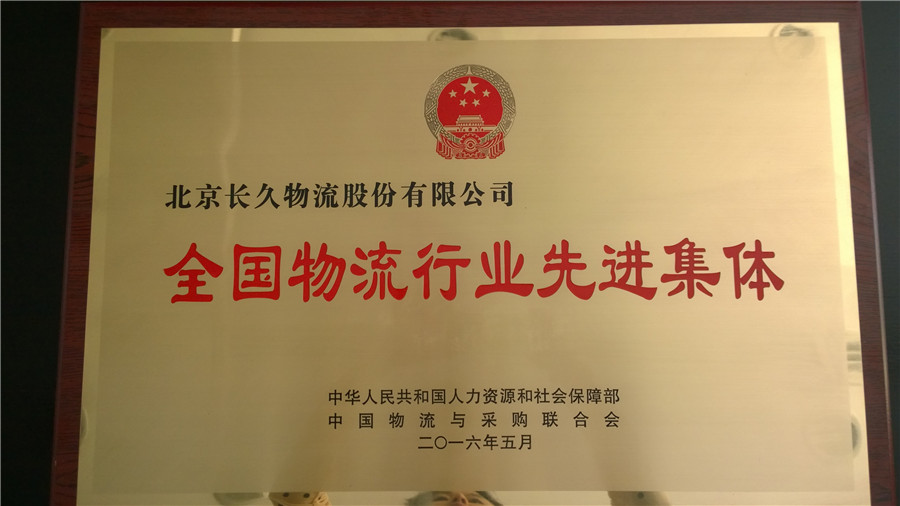 北京长久物流股份有限公司
全国物流行业先进集体
中华人民共和国人力资源和社会保障部
中国物流与采购联合会
二〇一六年五月